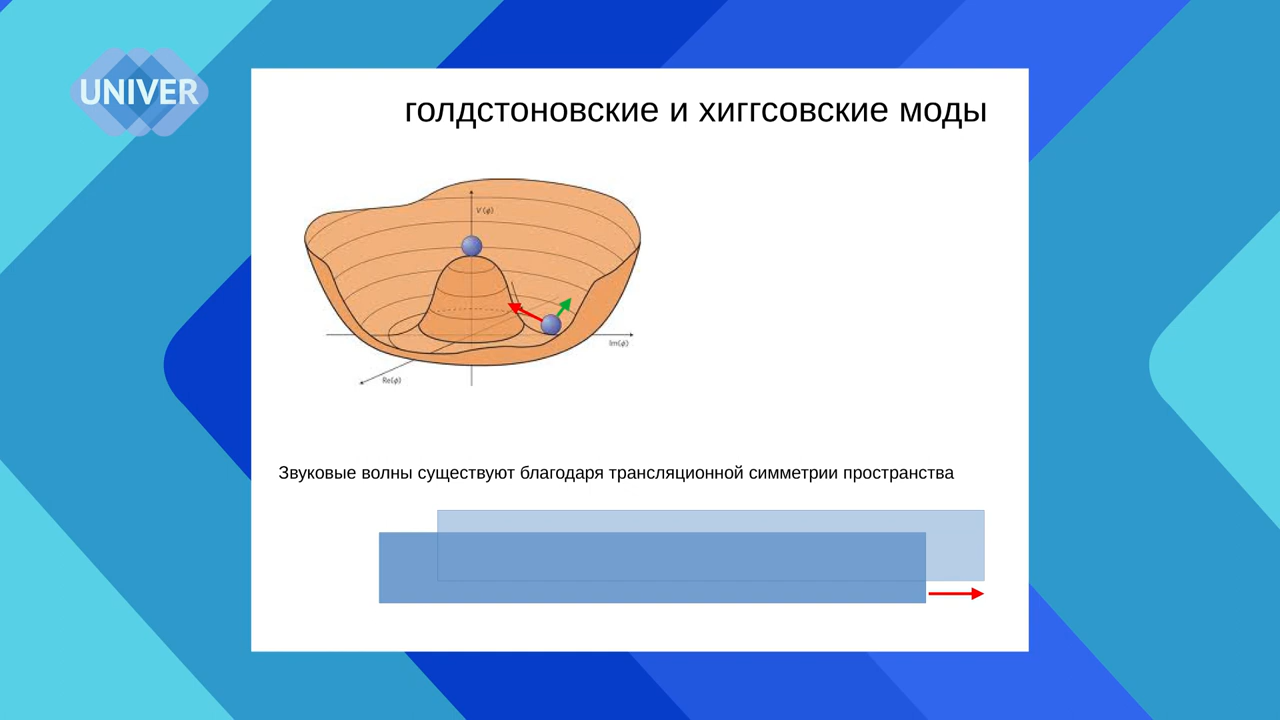 UNIVER
голдстоновские и хиггсовские моды
V (ϕ)
Im(ϕ)
Re(ϕ)
Звуковые волны существуют благодаря трансляционной симметрии пространства